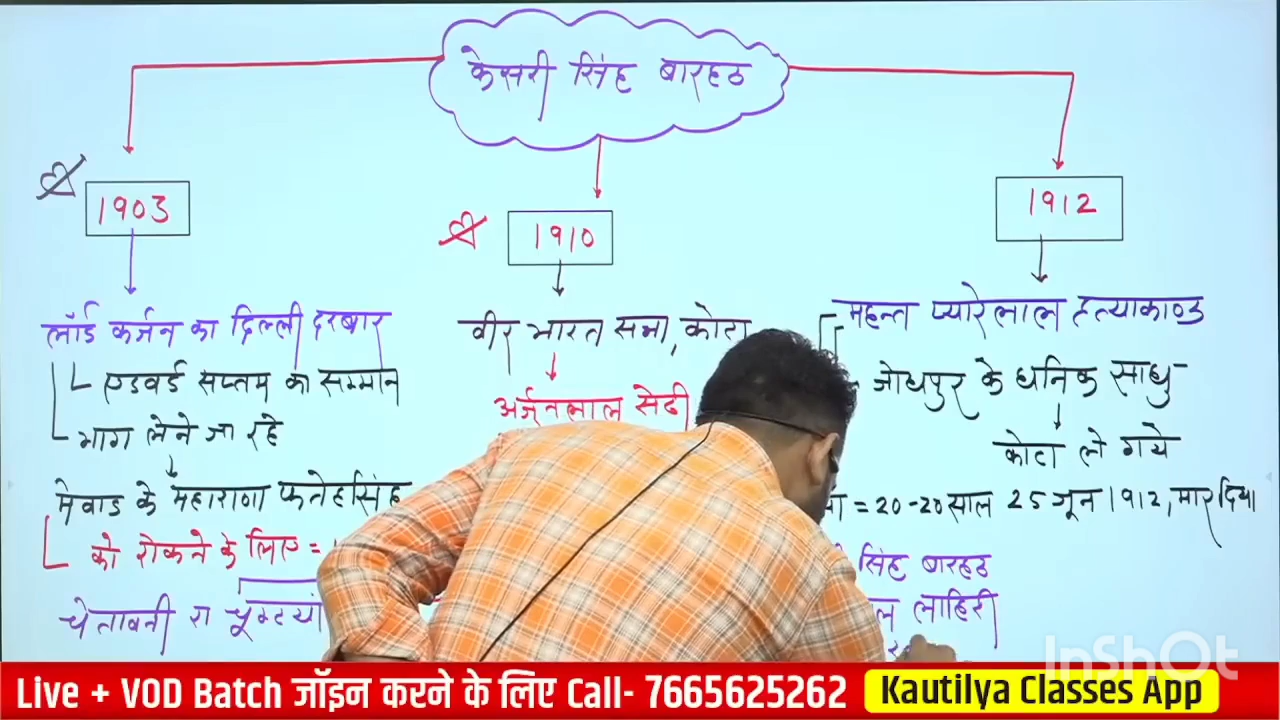 केसरी सिंह बारहठ
1903
लॉर्ड कर्जन का दिल्ली दरबार
एडवर्ड सप्तम का सम्मान
भाग लेने जा रहे
मेवाड के महाराणा फतेहसिंह
को रोकने के लिए =
चेतावनी रा चूंग्टयां
1910
वीर भारत सभा, कोटा
अर्जुनलाल सेठी
1912
महन्त प्यारेलाल हत्याकाण्ड
जोधपुर के धनिक साधु
कोटा ले गये
= 20-20 साल 25 जून 1912, मार दिया
सिंह बारहठ
लाहिरी
InShOt
Live + VOD Batch जॉइन करने के लिए Call- 7665625262
Kautilya Classes App